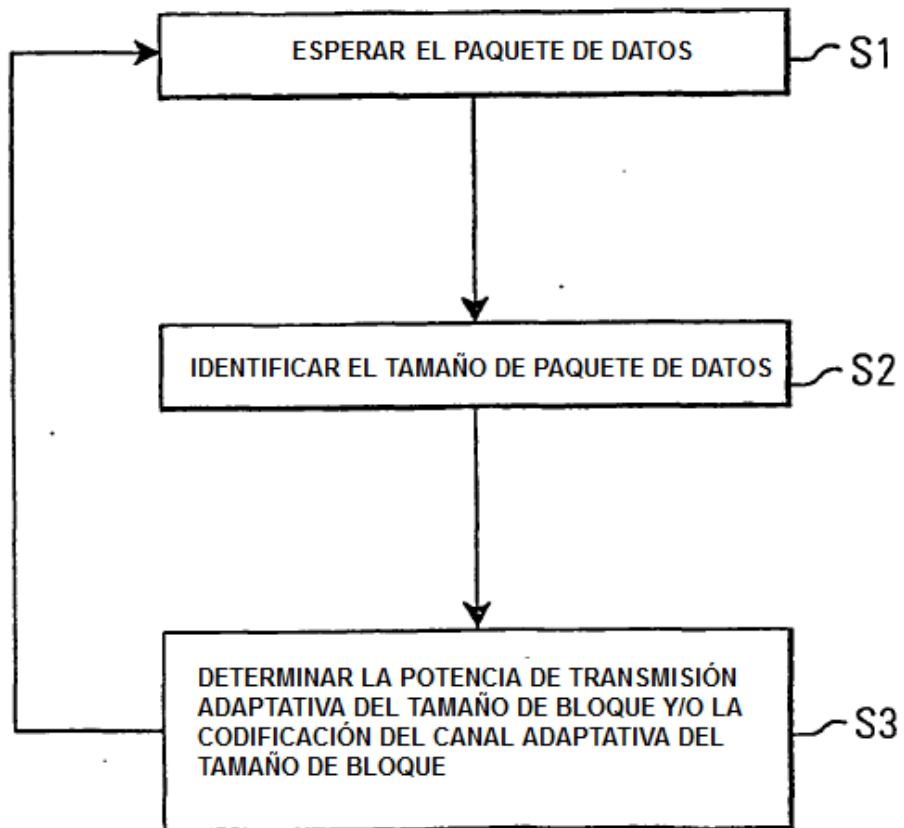 ESPERAR EL PAQUETE DE DATOS
S1
IDENTIFICAR EL TAMAÑO DE PAQUETE DE DATOS
S2
DETERMINAR LA POTENCIA DE TRANSMISIÓN
ADAPTATIVA DEL TAMAÑO DE BLOQUE Y/O LA
CODIFICACIÓN DEL CANAL ADAPTATIVA DEL
TAMAÑO DE BLOQUE
S3